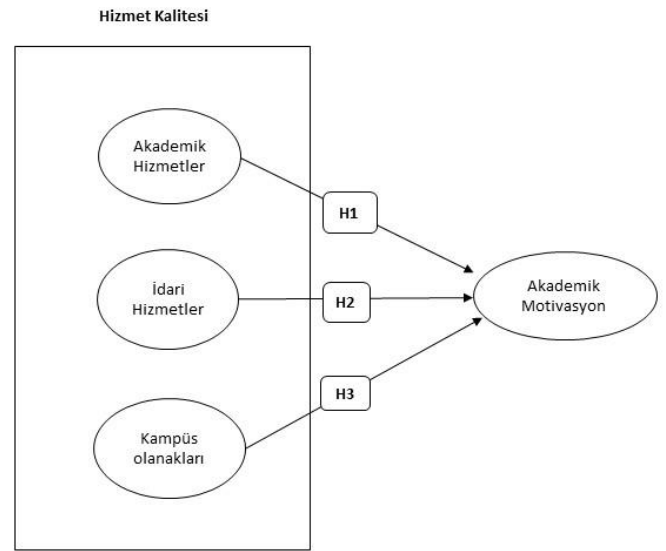 Hizmet Kalitesi
Akademik
Hizmetler
H1
İdari
Hizmetler
H2
Akademik
Motivasyon
H3
Kampüs
olanakları